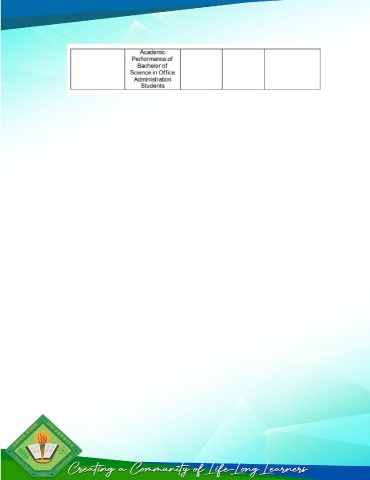 Academic
Performance of
Bachelor of
Science in Office
Administration
Students
Creating a Community of Life-Long Learners